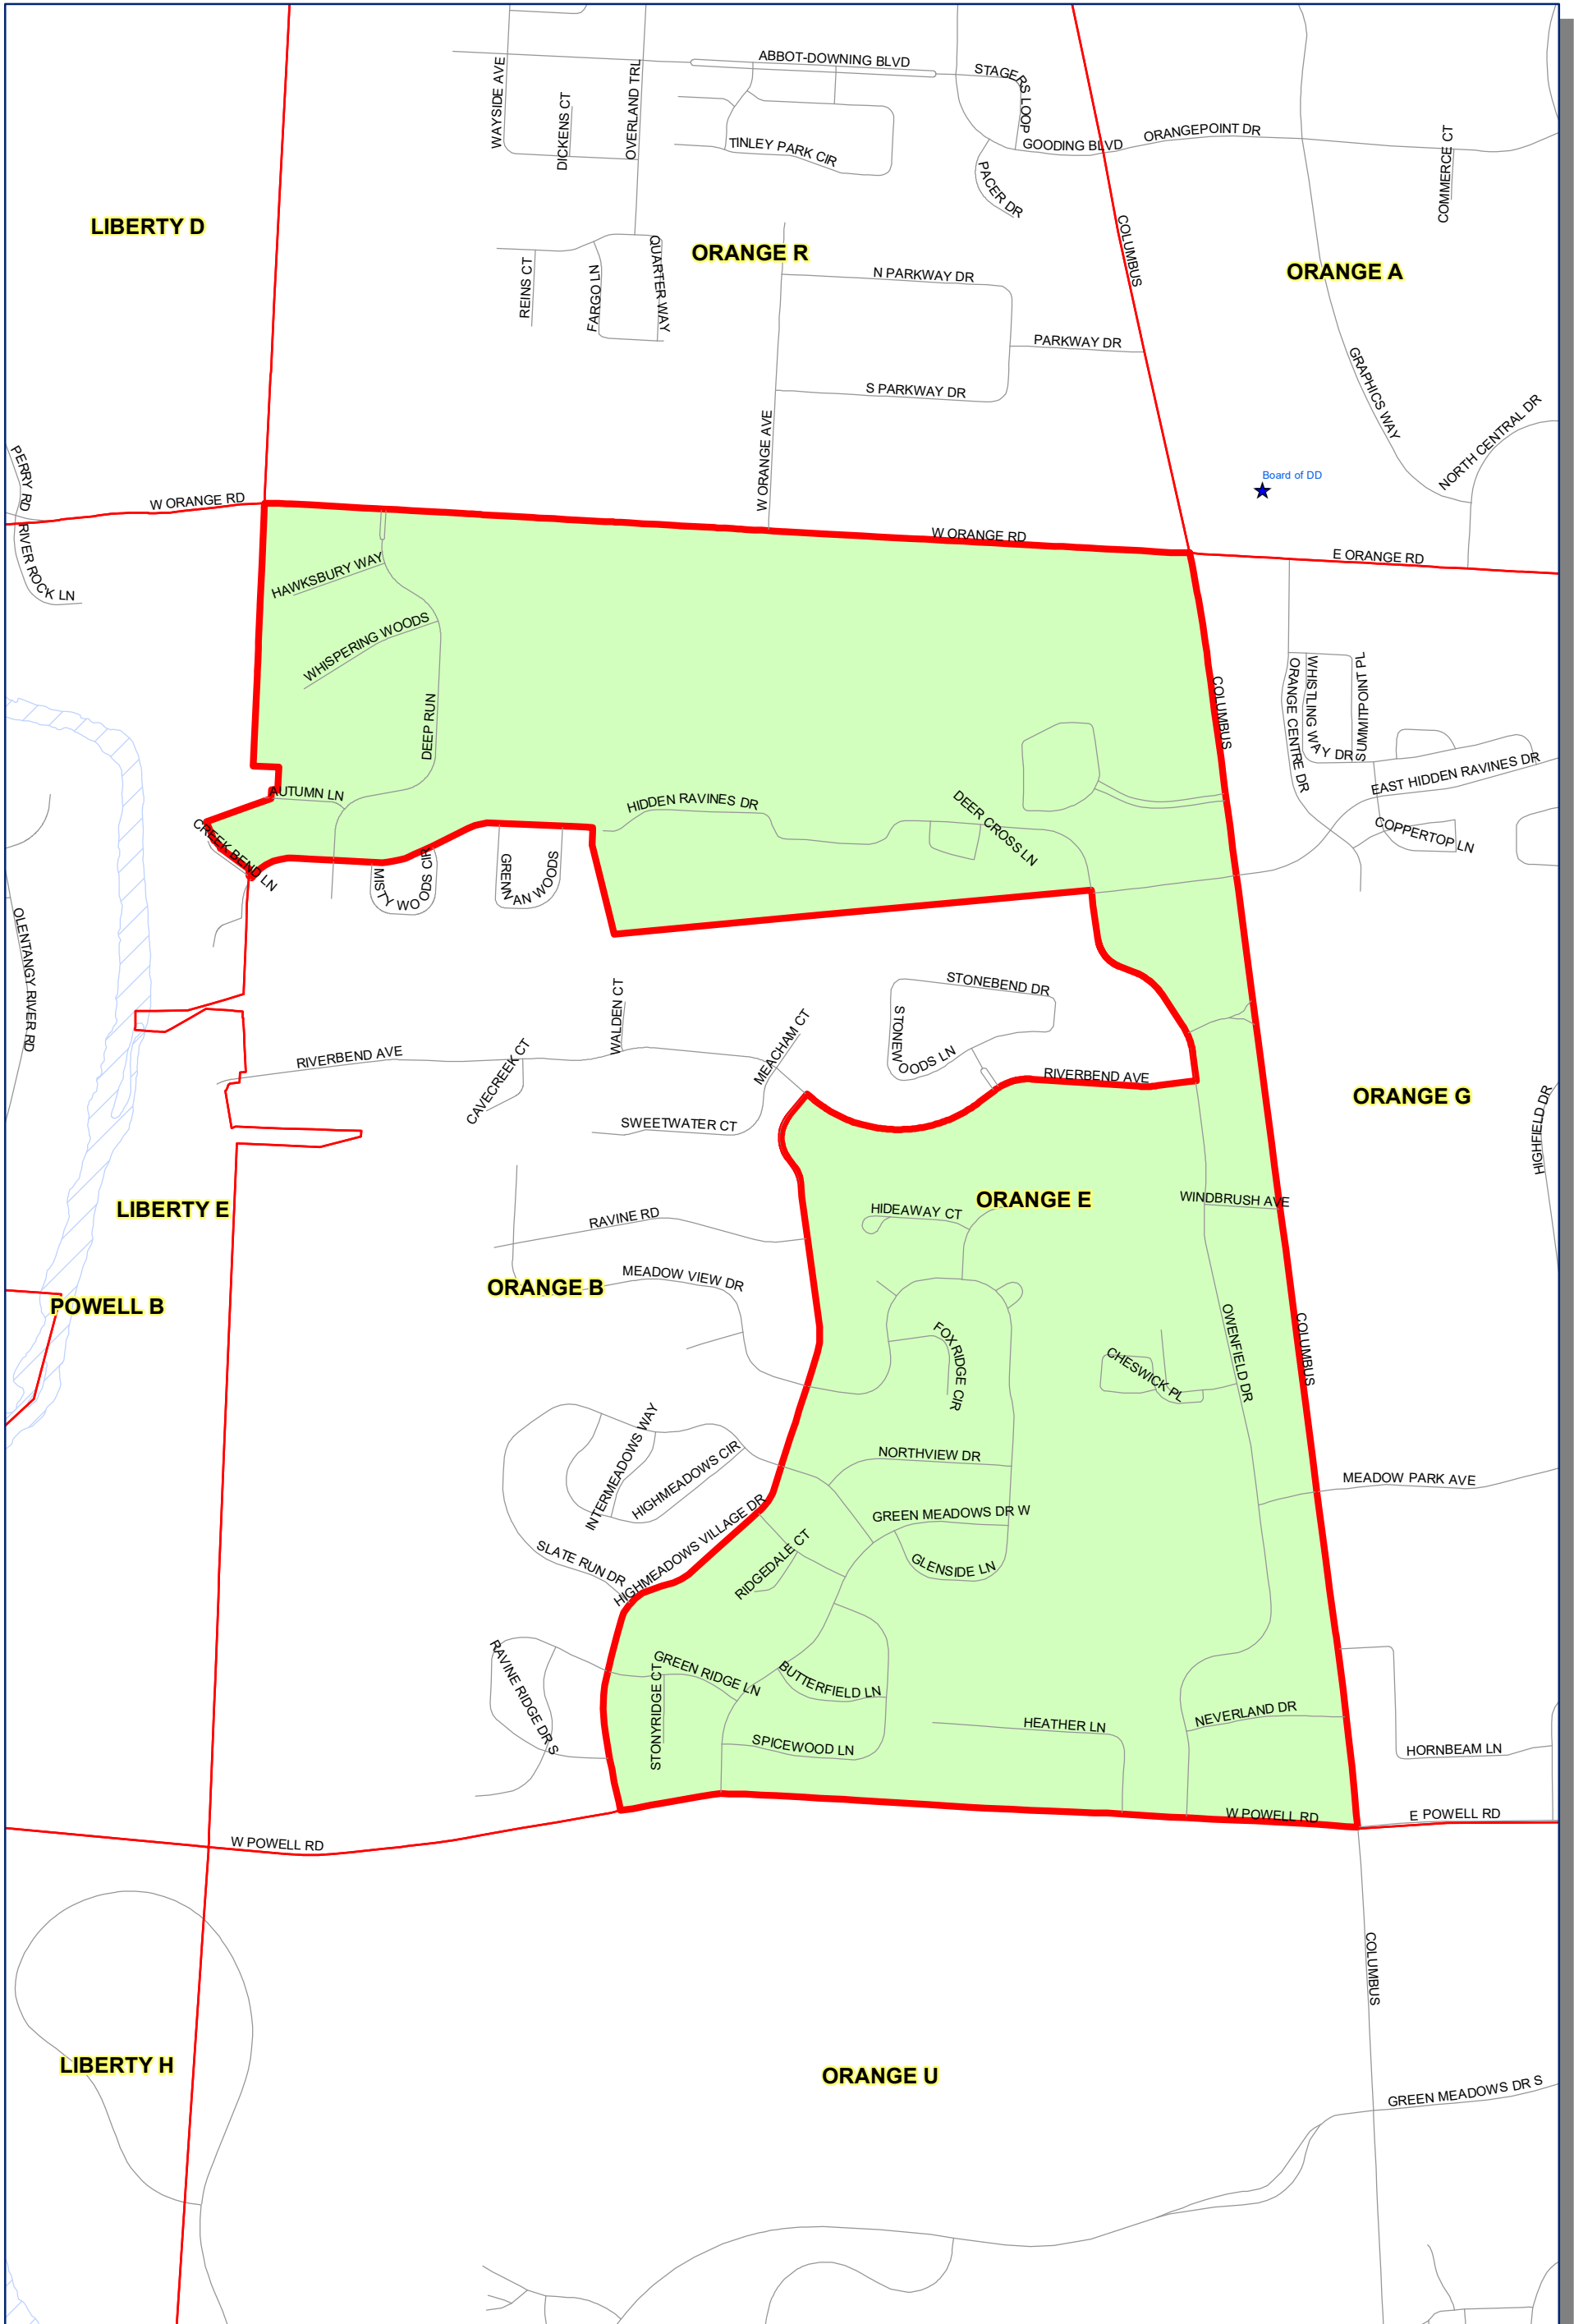 ABBOT-DOWNING BLVD
STAGERS LOOP
WAYSIDE AVE
DICKENS CT
OVERLAND TRL
TINLEY PARK CIR
GOODING BLVD
ORANGEPOINT DR
COMMERCE CT
PACER DR
LIBERTY D
ORANGE R
COLUMBUS
ORANGE A
REINS CT
FARGO LN
QUARTER WAY
N PARKWAY DR
PARKWAY DR
S PARKWAY DR
GRAPHICS WAY
NORTH CENTRAL DR
W ORANGE AVE
PERRY RD
Board of DD
W ORANGE RD
W ORANGE RD
E ORANGE RD
RIVER ROCK LN
HAWKSBURY WAY
WHISPERING WOODS
DEEP RUN
COLUMBUS
ORANGE CENTRE DR
WHISTLING WAY DR
SUMMITPOINT PL
EAST HIDDEN RAVINES DR
COPPERTOP LN
AUTUMN LN
HIDDEN RAVINES DR
DEER CROSS LN
CREEK BEND LN
MISTY WOODS CIR
GRENNAN WOODS
OLENTANGY RIVER RD
WALDEN CT
STONEBEND DR
STONEWOODS LN
RIVERBEND AVE
CAVECREEK CT
MEACHAM CT
RIVERBEND AVE
SWEETWATER CT
ORANGE G
HIGHFIELD DR
LIBERTY E
ORANGE E
WINDBRUSH AVE
HIDEAWAY CT
RAVINE RD
ORANGE B
MEADOW VIEW DR
POWELL B
FOX RIDGE CIR
OWENFIELD DR
COLUMBUS
CHESWICK PL
INTERMEADOWS WAY
HIGHMEADOWS CIR
NORTHVIEW DR
MEADOW PARK AVE
HIGHMEADOWS VILLAGE DR
GREEN MEADOWS DR W
SLATE RUN DR
RIDGEDALE CT
GLENSIDE LN
RAVINE RIDGE DR S
STONYRIDGE CT
GREEN RIDGE LN
BUTTERFIELD LN
SPICEWOOD LN
HEATHER LN
NEVERLAND DR
HORNBEAM LN
W POWELL RD
W POWELL RD
E POWELL RD
COLUMBUS
LIBERTY H
ORANGE U
GREEN MEADOWS DR S